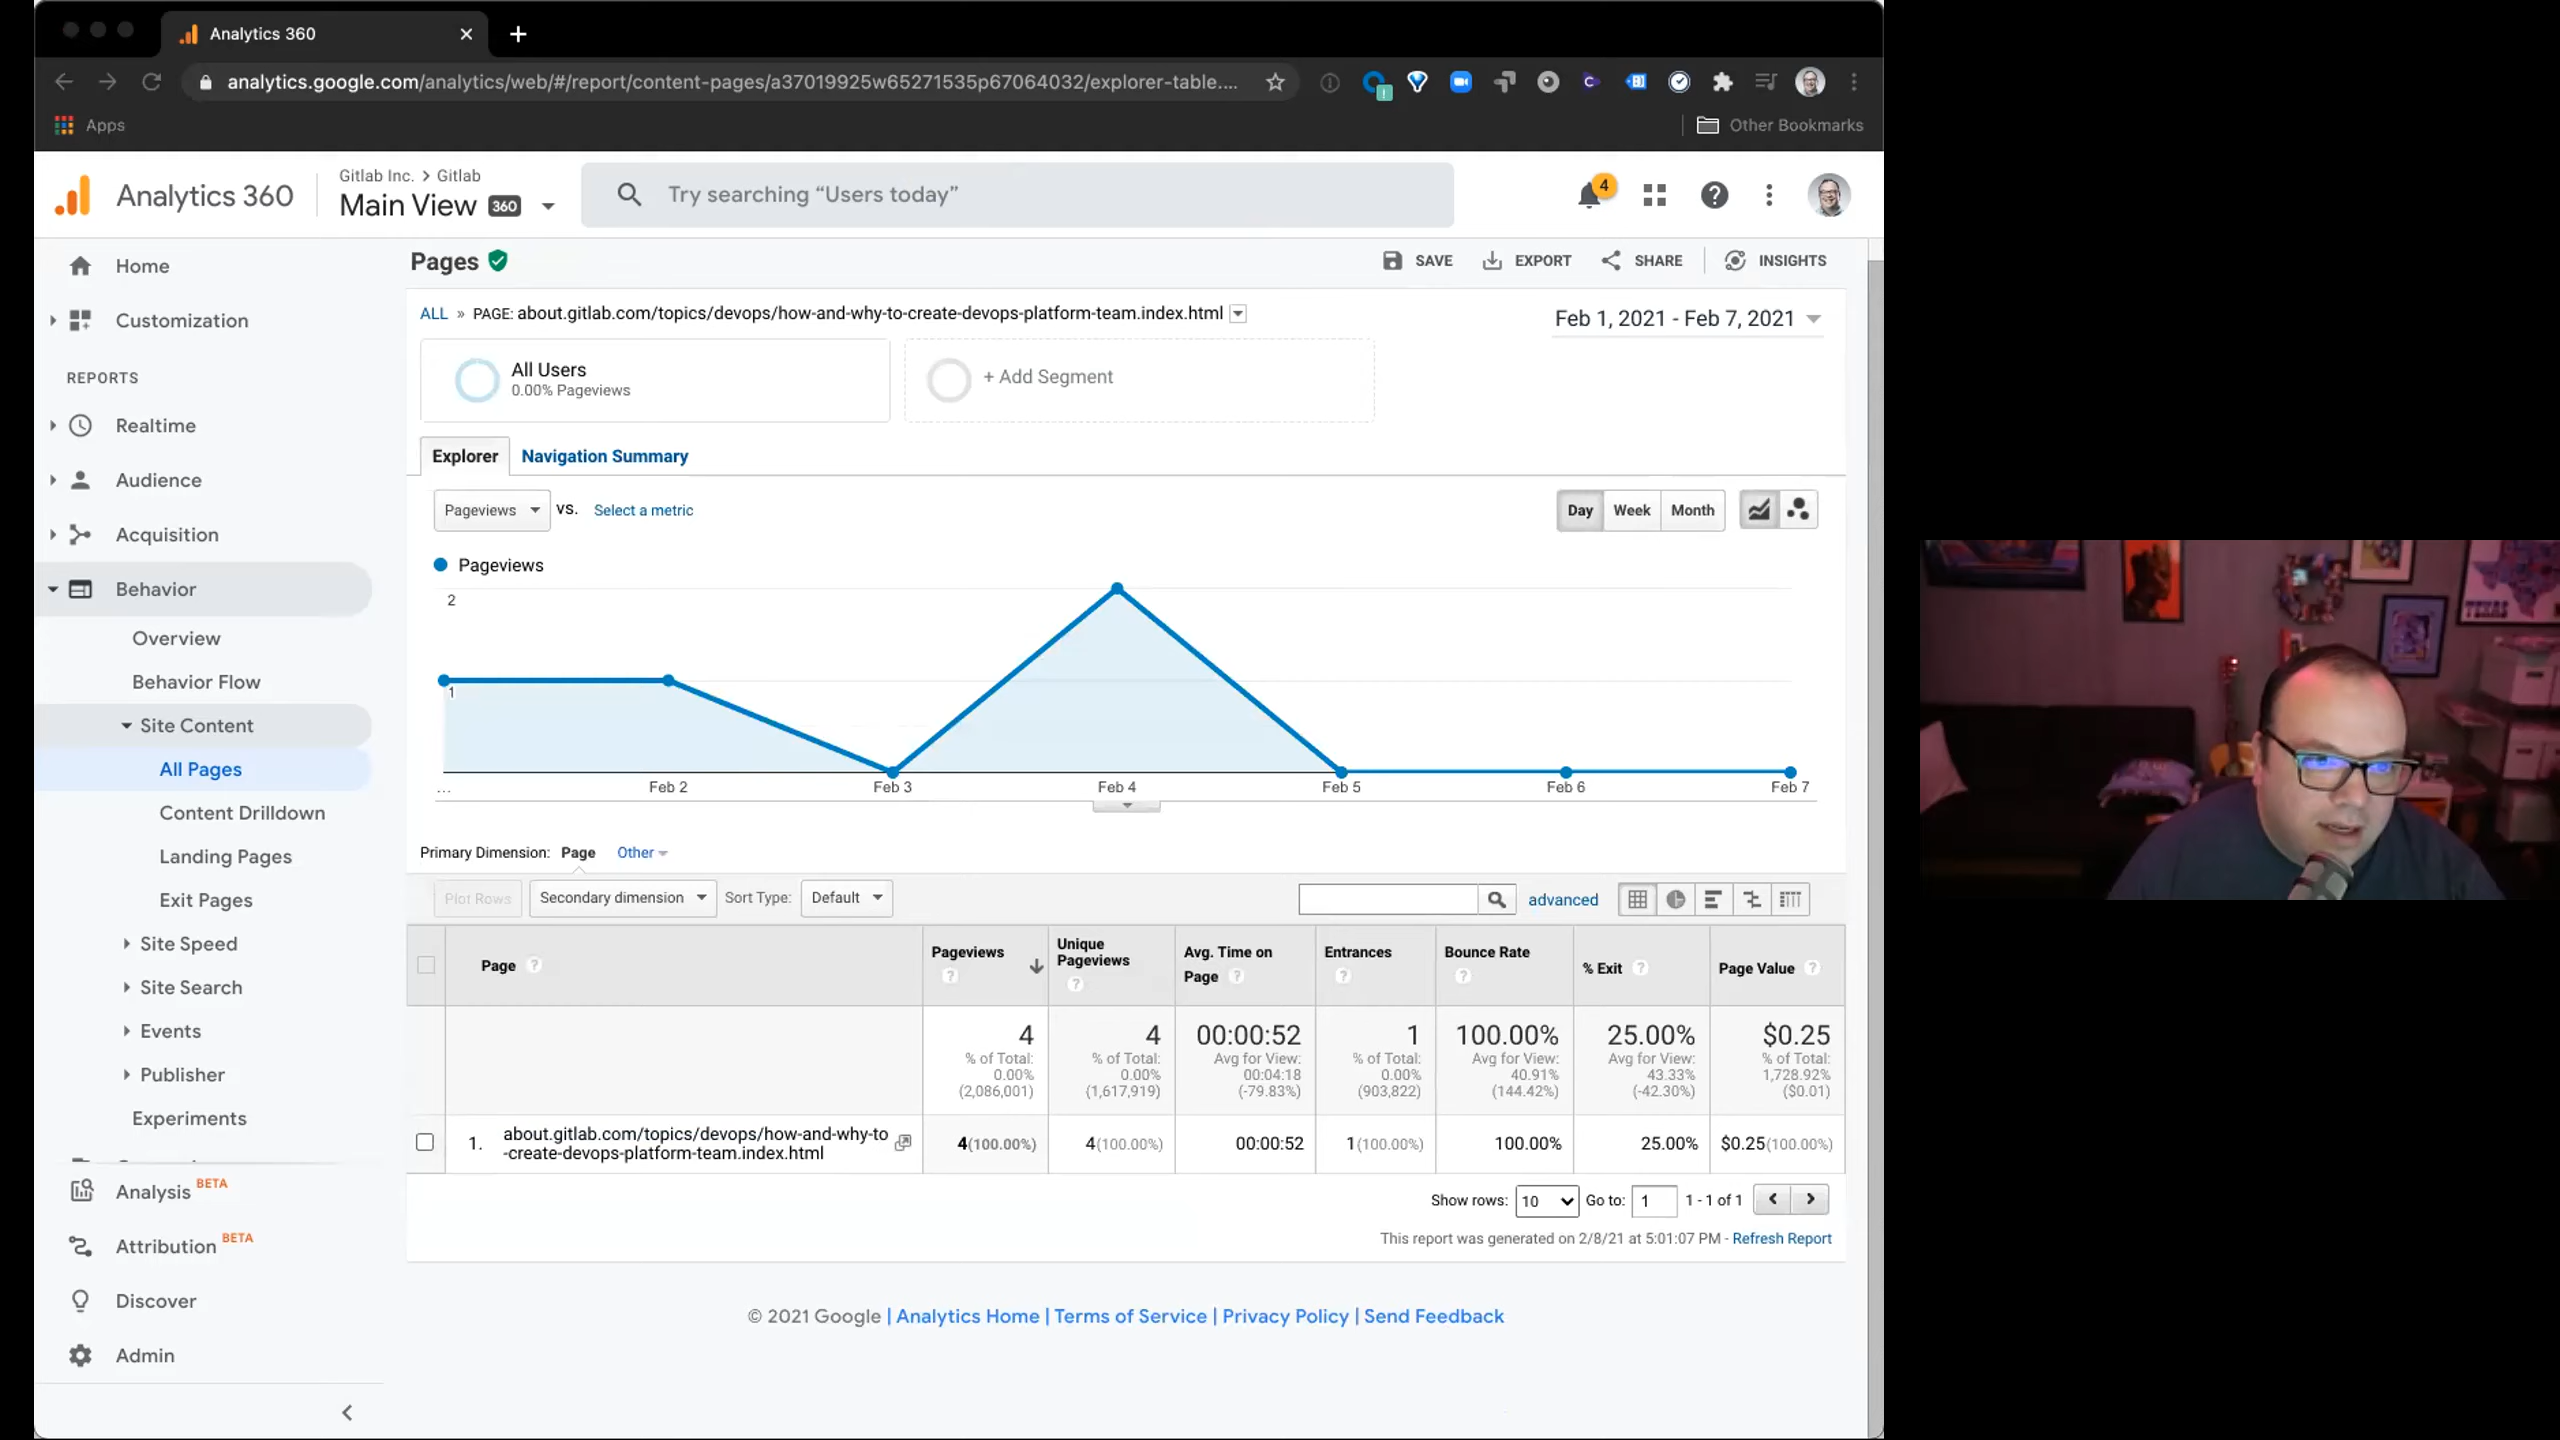 Analytics 360
analytics.google.com/analytics/web/#/report/content-pages/a37019925w65271535p67064032/explorer-table....
Apps
Other Bookmarks
Analytics 360
Gitlab Inc. > Gitlab
Main View 360
Try searching “Users today”
4
Home
Customization
REPORTS
Realtime
Audience
Acquisition
Behavior
Overview
Behavior Flow
Site Content
All Pages
Content Drilldown
Landing Pages
Exit Pages
Site Speed
Site Search
Events
Publisher
Experiments
Analysis BETA
Attribution BETA
Discover
Admin
Pages
SAVE
EXPORT
SHARE
INSIGHTS
ALL » PAGE: about.gitlab.com/topics/devops/how-and-why-to-create-devops-platform-team.index.html
Feb 1, 2021 - Feb 7, 2021
All Users
0.00% Pageviews
+ Add Segment
Explorer
Navigation Summary
Pageviews VS. Select a metric
Day Week Month
Pageviews
2
1
... Feb 2 Feb 3 Feb 4 Feb 5 Feb 6 Feb 7
Primary Dimension: Page Other
Plot Rows Secondary dimension Sort Type: Default
advanced
Page ?
Pageviews ?
Unique Pageviews ?
Avg. Time on Page ?
Entrances ?
Bounce Rate ?
% Exit ?
Page Value ?
4
% of Total:
0.00%
(2,086,001)
4
% of Total:
0.00%
(1,617,919)
00:00:52
Avg for View:
00:04:18
(-79.83%)
1
% of Total:
0.00%
(903,822)
100.00%
Avg for View:
40.91%
(144.42%)
25.00%
Avg for View:
43.33%
(-42.30%)
$0.25
% of Total:
1,728.92%
($0.01)
1. about.gitlab.com/topics/devops/how-and-why-to
-create-devops-platform-team.index.html
4(100.00%) 4(100.00%) 00:00:52 1(100.00%) 100.00% 25.00% $0.25(100.00%)
Show rows: 10 Go to: 1 1 - 1 of 1
This report was generated on 2/8/21 at 5:01:07 PM - Refresh Report
© 2021 Google | Analytics Home | Terms of Service | Privacy Policy | Send Feedback
TEXAS